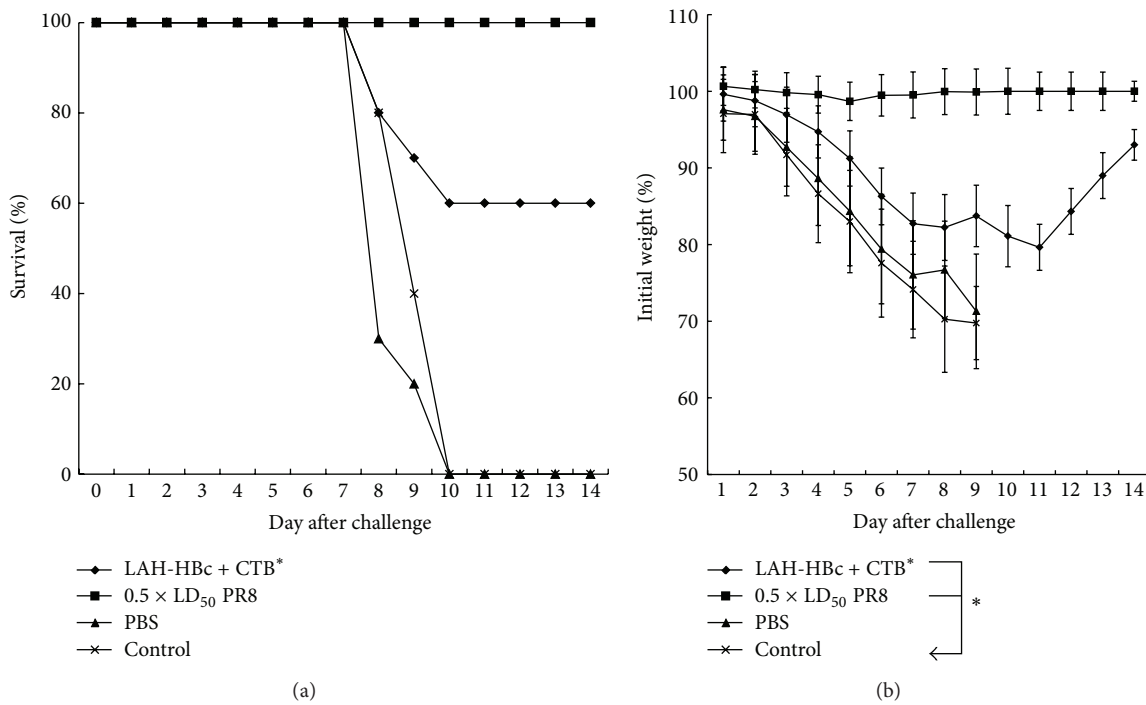 100
80
60
40
20
0
Survival (%)
0 1 2 3 4 5 6 7 8 9 10 11 12 13 14
Day after challenge
LAH-HBc + CTB*
0.5 × LD50 PR8
PBS
Control
(a)
110
100
90
80
70
60
50
Initial weight (%)
1 2 3 4 5 6 7 8 9 10 11 12 13 14
Day after challenge
LAH-HBc + CTB*
0.5 × LD50 PR8
PBS
Control
*
(b)